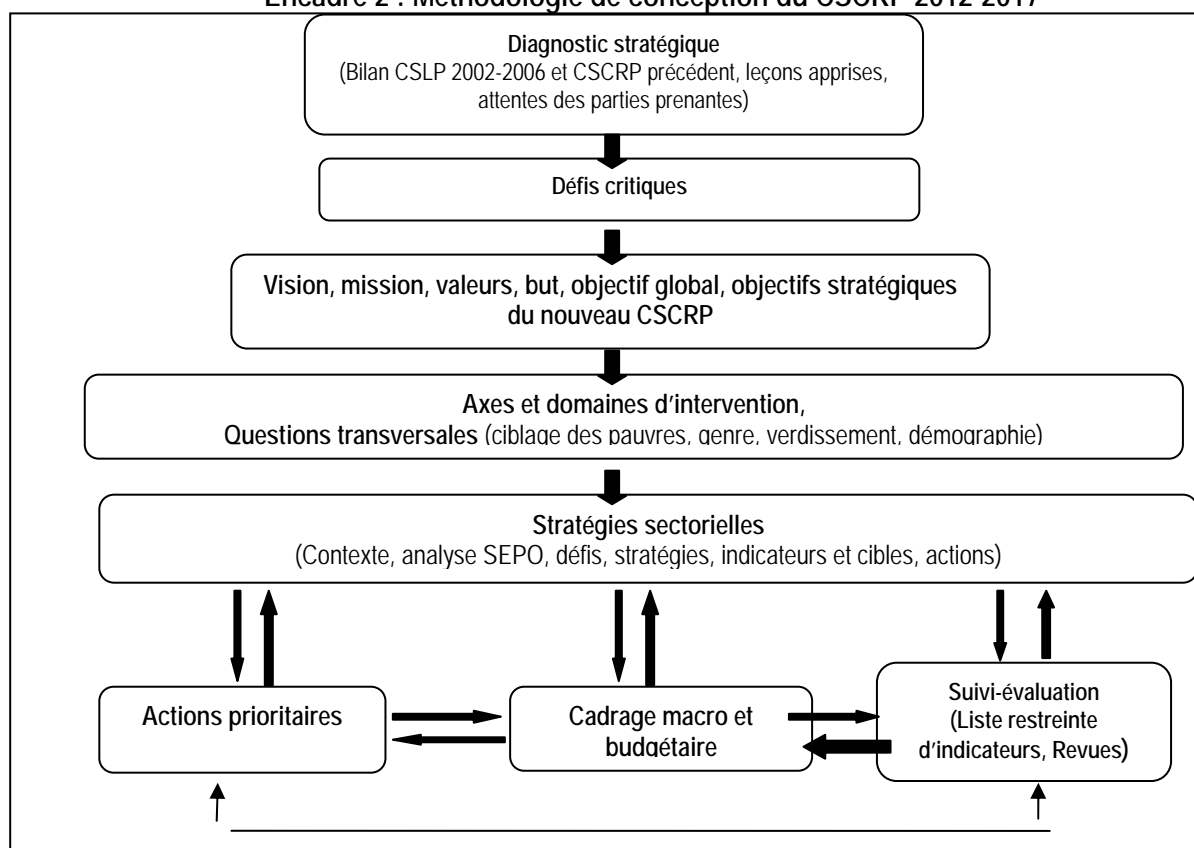 Encadré 2 : Méthodologie de conception du CSCRP 2012-2017
Diagnostic stratégique
(Bilan CSLP 2002-2006 et CSCRP précédent, leçons apprises,
attentes des parties prenantes)
Défis critiques
Vision, mission, valeurs, but, objectif global, objectifs stratégiques
du nouveau CSCRP
Axes et domaines d'intervention,
Questions transversales (ciblage des pauvres, genre, verdissement, démographie)
Stratégies sectorielles
(Contexte, analyse SEPO, défis, stratégies, indicateurs et cibles, actions)
Actions prioritaires
Cadrage macro et
budgétaire
Suivi-évaluation
(Liste restreinte
d'indicateurs, Revues)